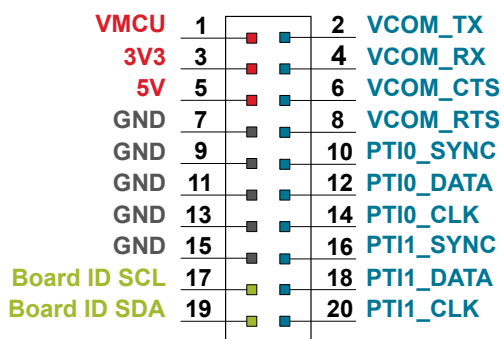 VMCU 1 2 VCOM_TX
3V3 3 4 VCOM_RX
5V 5 6 VCOM_CTS
GND 7 8 VCOM_RTS
GND 9 10 PTI0_SYNC
GND 11 12 PTI0_DATA
GND 13 14 PTI0_CLK
GND 15 16 PTI1_SYNC
Board ID SCL 17 18 PTI1_DATA
Board ID SDA 19 20 PTI1_CLK